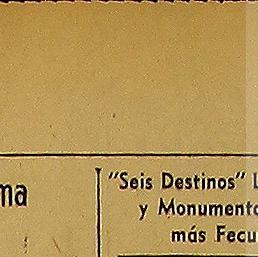 ma
"Seis Destinos" L
y Monumento
más Fecu